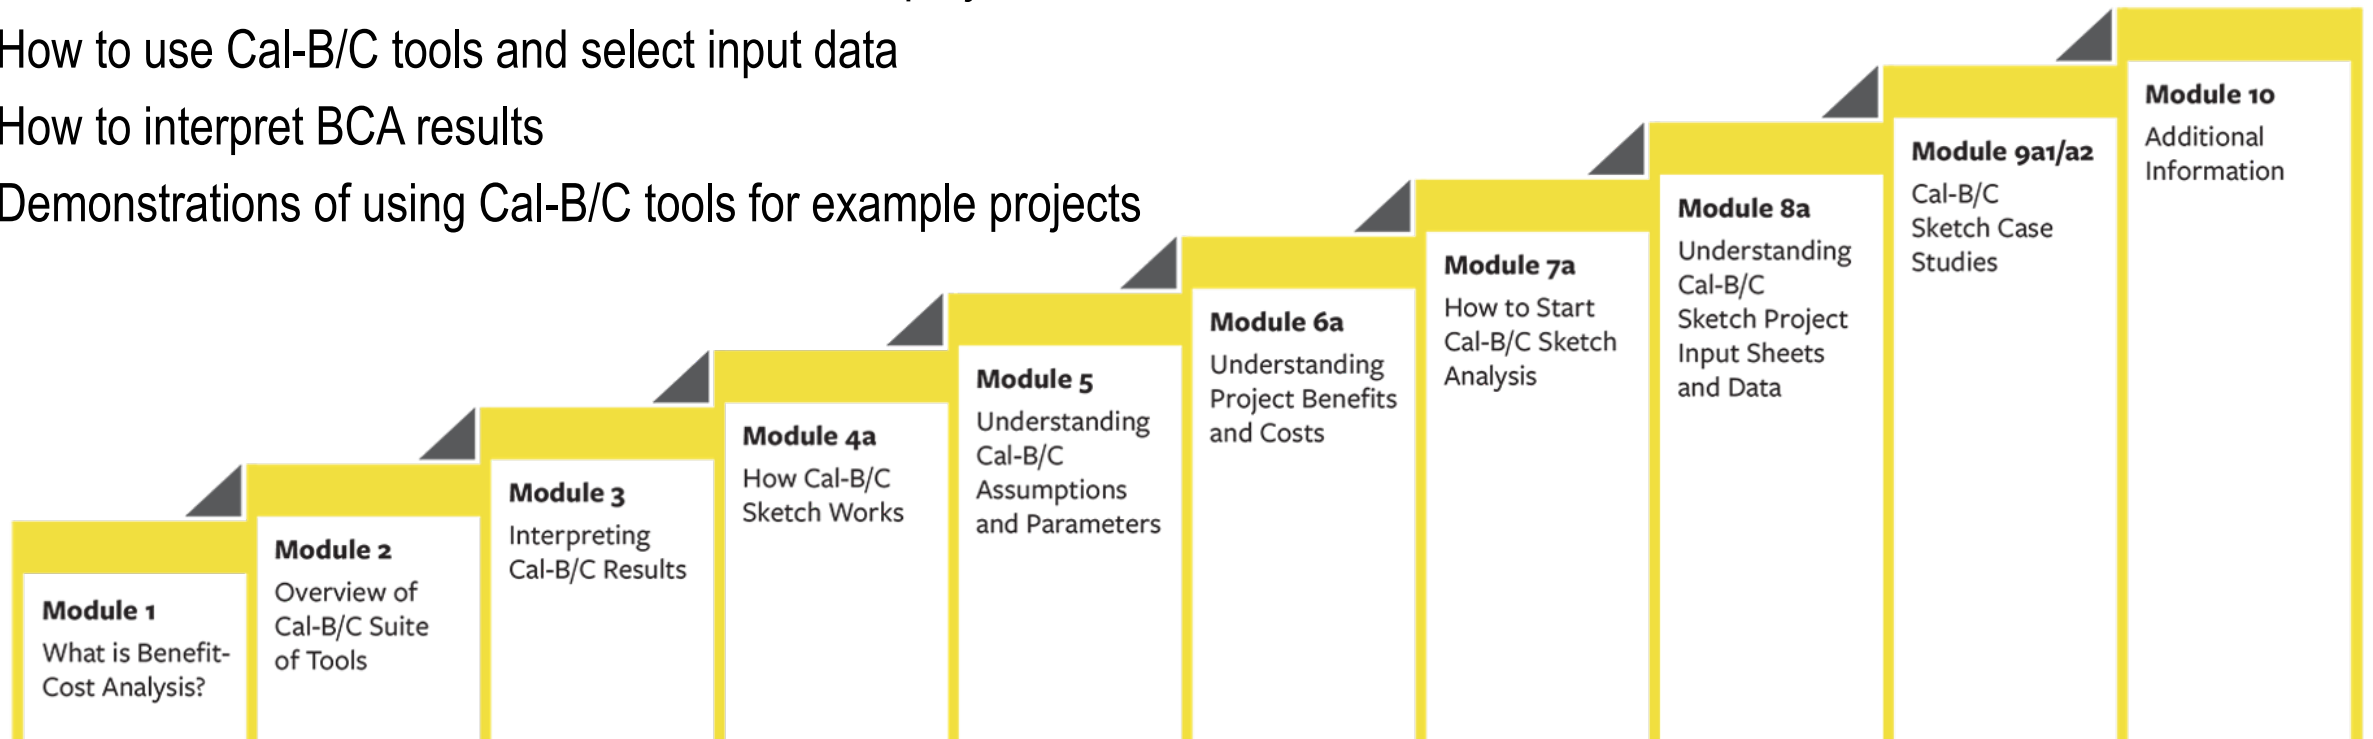 How to use Cal-B/C tools and select input data
How to interpret BCA results
Demonstrations of using Cal-B/C tools for example projects
Module 1
What is Benefit-
Cost Analysis?
Module 2
Overview of
Cal-B/C Suite
of Tools
Module 3
Interpreting
Cal-B/C Results
Module 4a
How Cal-B/C
Sketch Works
Module 5
Understanding
Cal-B/C
Assumptions
and Parameters
Module 6a
Understanding
Project Benefits
and Costs
Module 7a
How to Start
Cal-B/C Sketch
Analysis
Module 8a
Understanding
Cal-B/C
Sketch Project
Input Sheets
and Data
Module 9a1/a2
Cal-B/C
Sketch Case
Studies
Module 10
Additional
Information